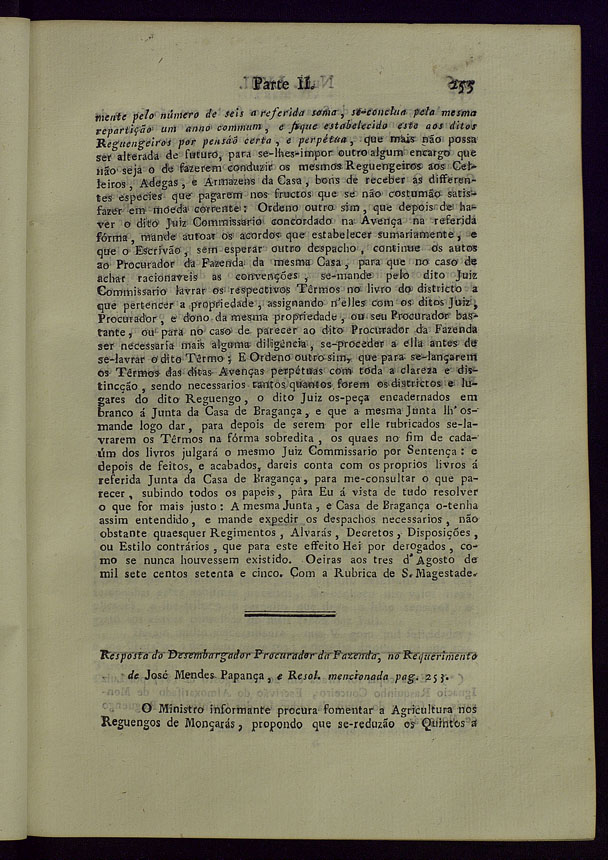 Parte II. 255
mente pelo número de seis a referida soma, se-conclua pela mesma
repartição um anno commum, e fique estabelecido este aos ditos
Reguengeiros por pensão certa, e perpétua, que mais não possa
ser alterada de futuro, para se-lhes-impor outro algum encargo que
não seja o de fazerem conduzir os mesmos Reguengeiros aos Cel-
leiros, Adegas, e Armazens da Casa, bons de receber as differen-
tes especies que pagarem nos fructos que se não costumão satis-
fazer em moeda corrente: Ordeno outro sim, que depois de ha-
ver o dito Juiz Commissario concordado na Avença na referida
fórma, mande autoar os acordos que estabelecer sumariamente, e
que o Escrivão, sem esperar outro despacho, continue os autos
ao Procurador da Fazenda da mesma Casa, para que no caso de
achar racionaveis as convenções, se-mande pelo dito Juiz
Commissario lavrar os respectivos Têrmos no livro do districto a
que pertencer a propriedade, assignando n'elles com os ditos Juiz,
Procurador, e dono da mesma propriedade, ou seu Procurador bas-
tante, ou para no caso de parecer ao dito Procurador da Fazenda
ser necessaria mais alguma diligência, se-proceder a ella antes de
se-lavrar o dito Têrmo; E Ordeno outro sim, que para se-lançarem
os Têrmos das ditas Avenças perpétuas com toda a clareza e dis-
tincção, sendo necessarios tantos quantos forem os districtos e lu-
gares do dito Reguengo, o dito Juiz os-peça encadernados em
branco á Junta da Casa de Bragança, e que a mesma Junta lh' os-
mande logo dar, para depois de serem por elle rubricados se-la-
vrarem os Têrmos na fórma sobredita, os quaes no fim de cada-
úm dos livros julgará o mesmo Juiz Commissario por Sentença: e
depois de feitos, e acabados, dareis conta com os proprios livros á
referida Junta da Casa de Bragança, para me-consultar o que pa-
recer, subindo todos os papeis, pàra Eu á vista de tudo resolver
o que for mais justo: A mesma Junta, e Casa de Bragança o-tenha
assim entendido, e mande expedir os despachos necessarios, não
obstante quaesquer Regimentos, Alvarás, Decretos, Disposições,
ou Estilo contrários, que para este effeito Hei por derogados, co-
mo se nunca houvessem existido. Oeiras aos tres d'Agosto de
mil sete centos setenta e cinco. Com a Rubrica de S. Magestade.
Resposta do Desembargador Procurador da Fazenda, no Requerimento
de José Mendes Papança, e Resol. mencionada pag. 253.
O Ministro informante procura fomentar a Agricultura nos
Reguengos de Monçarás, propondo que se-reduzão os Quintos a